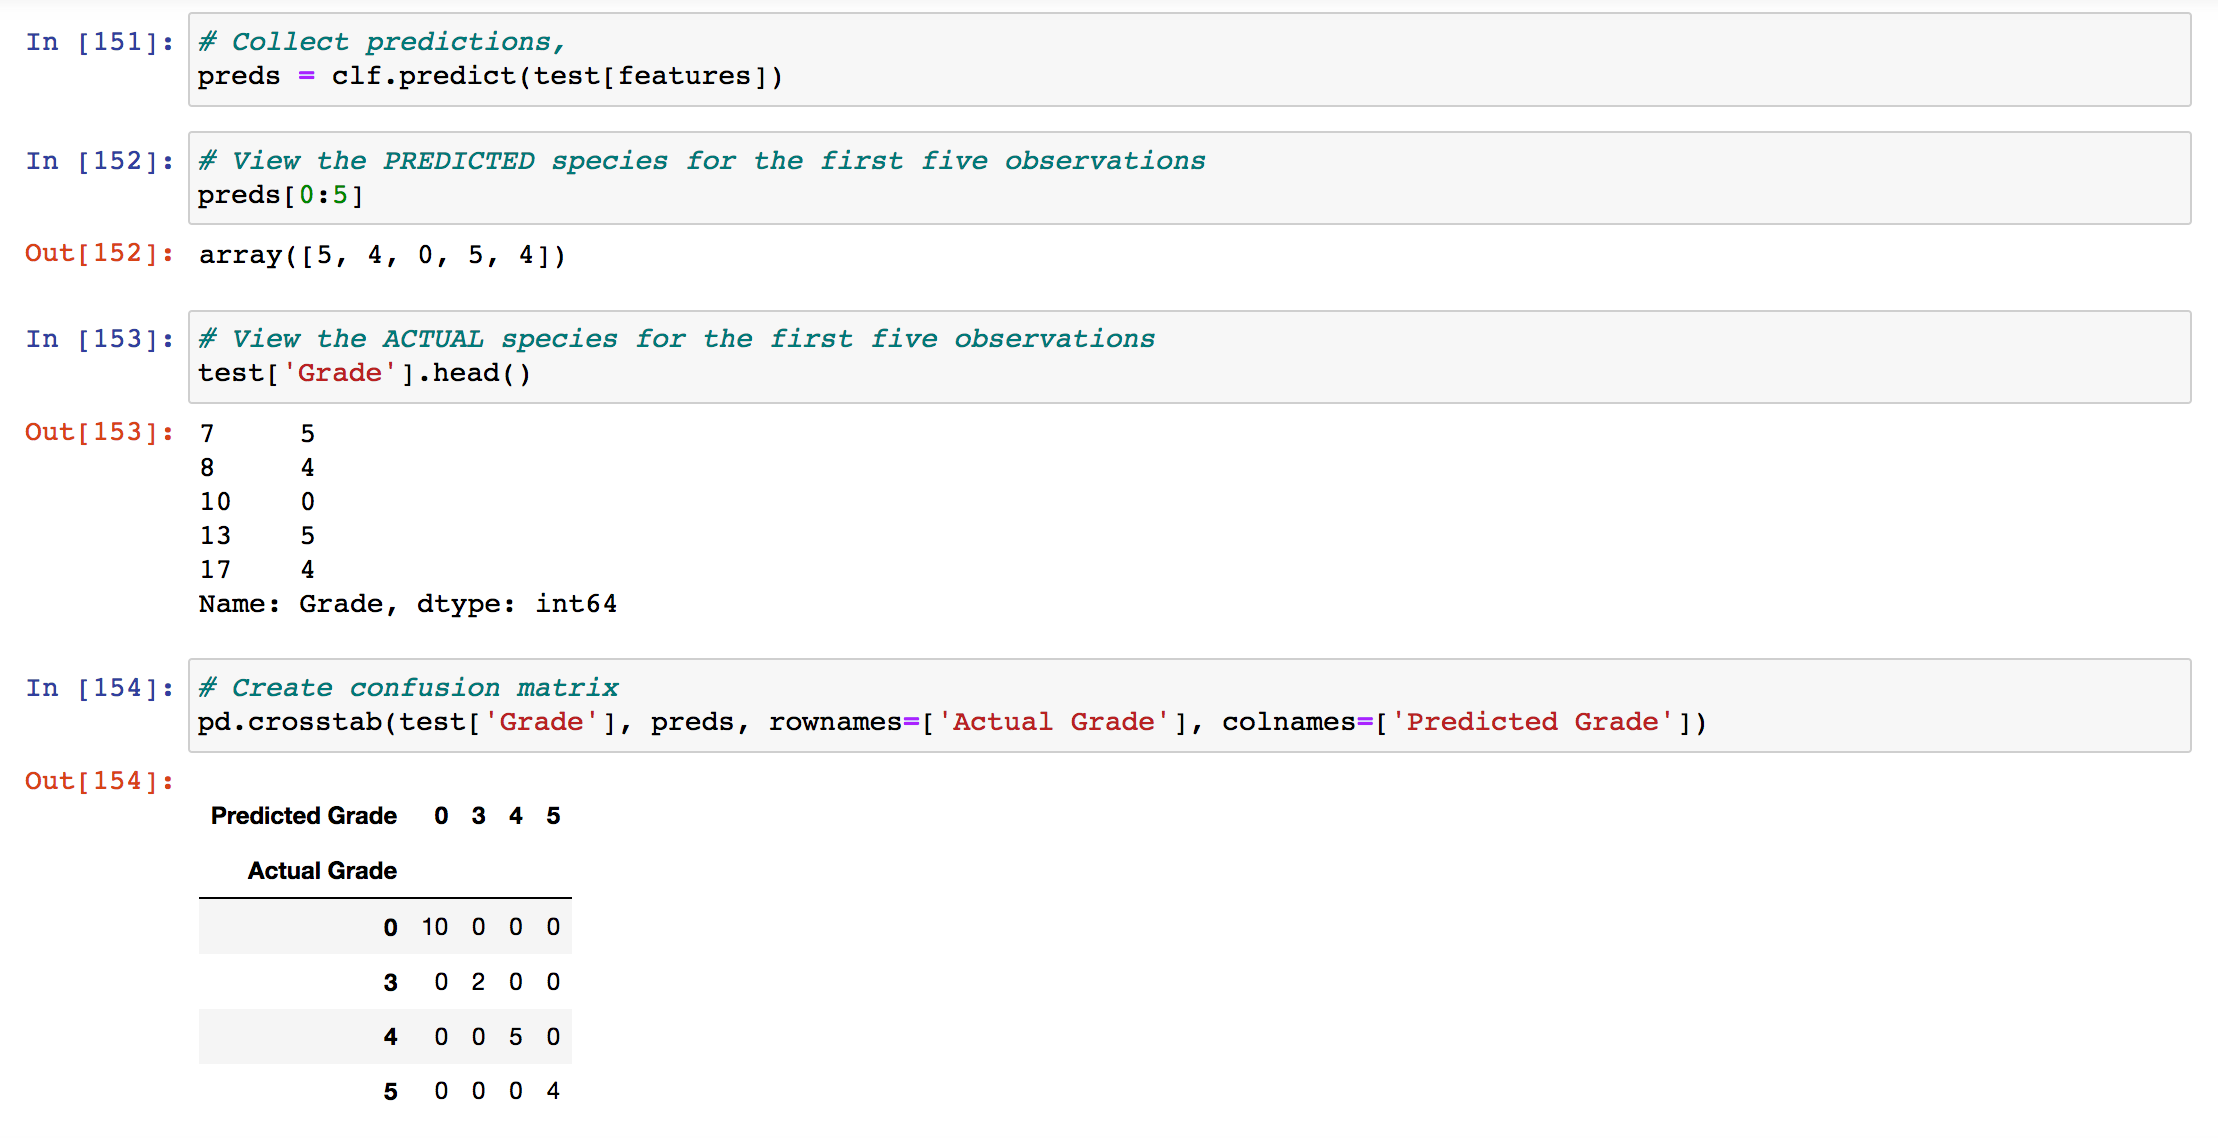 In [151]: # Collect predictions,
preds = clf.predict(test[features])
In [152]: # View the PREDICTED species for the first five observations
preds[0:5]
Out[152]: array([5, 4, 0, 5, 4])
In [153]: # View the ACTUAL species for the first five observations
test['Grade'].head()
Out[153]: 7 5
8 4
10 0
13 5
17 4
Name: Grade, dtype: int64
In [154]: # Create confusion matrix
pd.crosstab(test['Grade'], preds, rownames=['Actual Grade'], colnames=['Predicted Grade'])
Out[154]:
Predicted Grade 0 3 4 5
Actual Grade
0 10 0 0 0
3 0 2 0 0
4 0 0 5 0
5 0 0 0 4